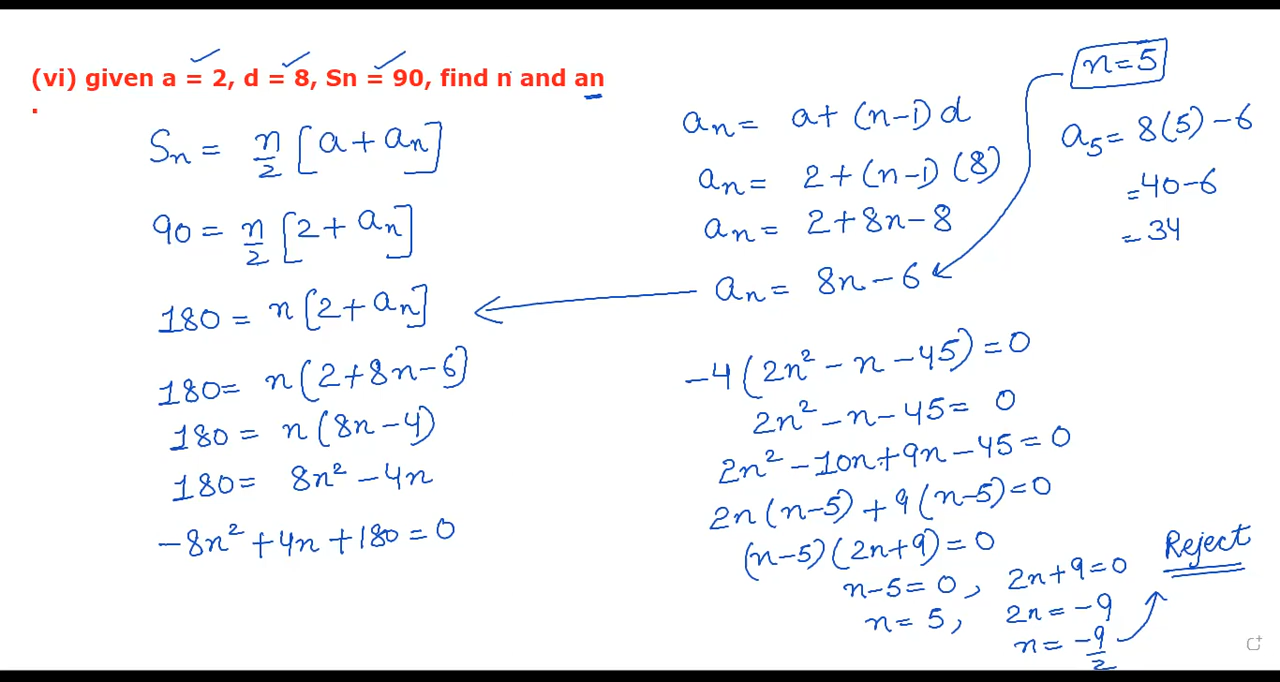 (vi) given a = 2, d = 8, Sn = 90, find n and an
.
Sn = n/2 [a + an]
90 = n/2 [2 + an]
180 = n [2 + an]
180 = n (2 + 8n - 6)
180 = n (8n - 4)
180 = 8n² - 4n
-8n² + 4n + 180 = 0
an = a + (n-1) d
an = 2 + (n-1) (8)
an = 2 + 8n - 8
an = 8n - 6
-4 (2n² - n - 45) = 0
2n² - n - 45 = 0
2n² - 10n + 9n - 45 = 0
2n (n-5) + 9 (n-5) = 0
(n-5) (2n+9) = 0
n-5 = 0, 2n+9 = 0
n = 5, 2n = -9
n = -9/2
Reject
n = 5
a5 = 8(5) - 6
= 40 - 6
= 34